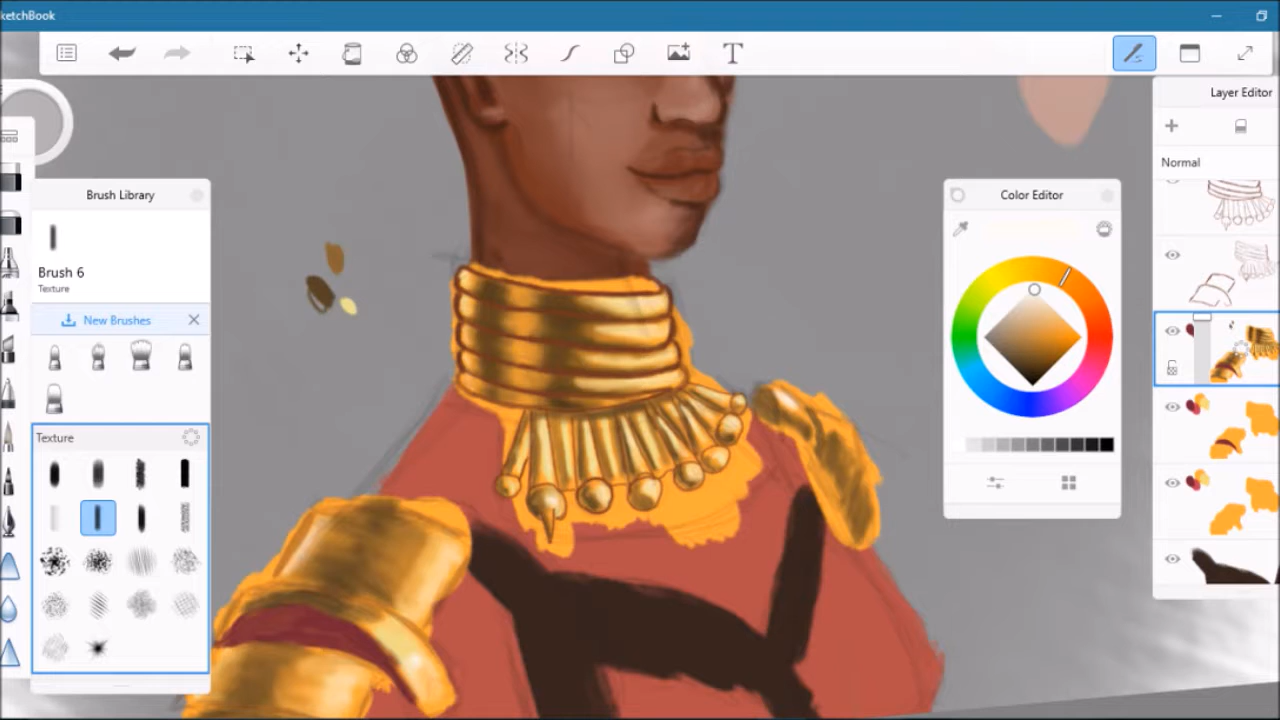 ketchBook
T
Layer Editor
Normal
Brush Library
Brush 6
Texture
New Brushes
Texture
Color Editor